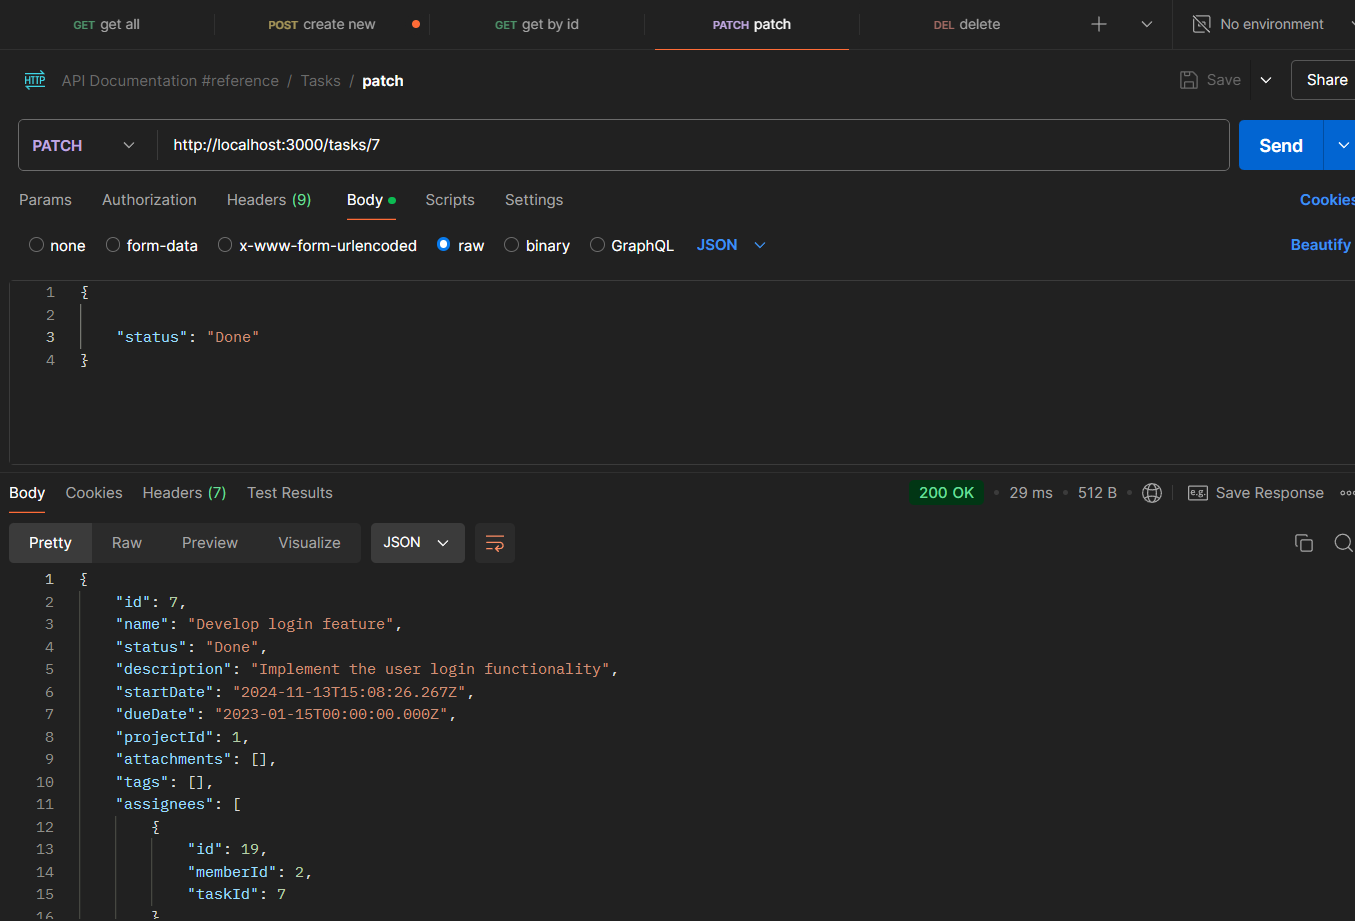 GET get all POST create new GET get by id PATCH patch DEL delete No environment
HTTP API Documentation #reference / Tasks / patch Save Share
PATCH http://localhost:3000/tasks/7 Send
Params Authorization Headers (9) Body Scripts Settings Cookies
none form-data x-www-form-urlencoded raw binary GraphQL JSON Beautify
1 {
2
3 "status": "Done"
4 }
Body Cookies Headers (7) Test Results 200 OK • 29 ms • 512 B • e.g. Save Response
Pretty Raw Preview Visualize JSON
1 {
2 "id": 7,
3 "name": "Develop login feature",
4 "status": "Done",
5 "description": "Implement the user login functionality",
6 "startDate": "2024-11-13T15:08:26.267Z",
7 "dueDate": "2023-01-15T00:00:00.000Z",
8 "projectId": 1,
9 "attachments": [],
10 "tags": [],
11 "assignees": [
12 {
13 "id": 19,
14 "memberId": 2,
15 "taskId": 7
16 }